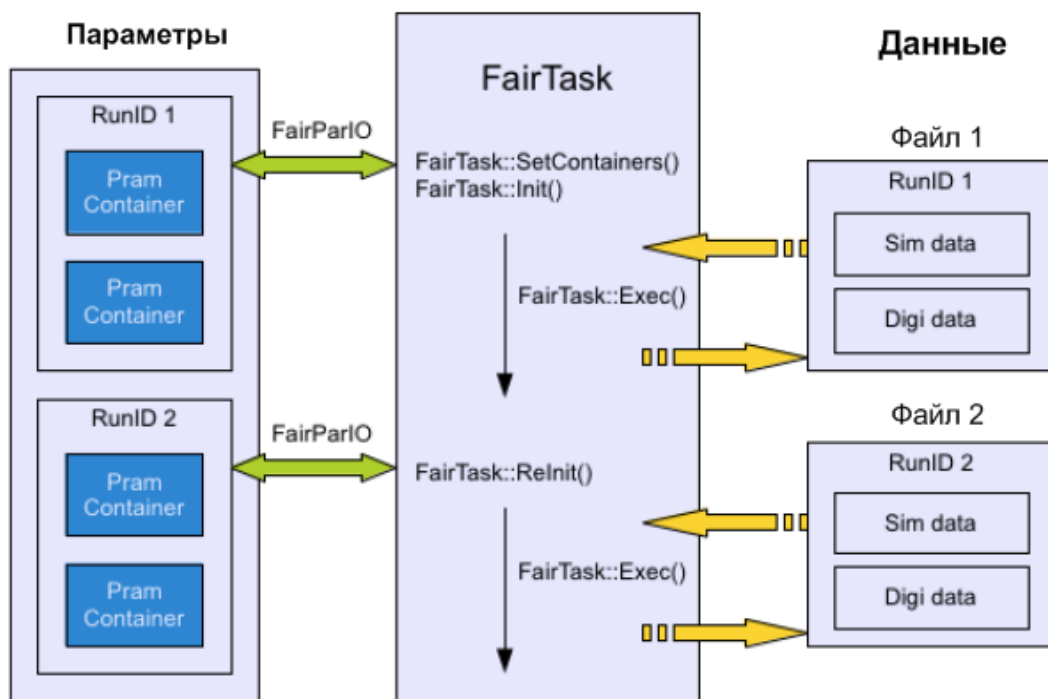 Параметры
RunID 1
Pram
Container
Pram
Container
RunID 2
Pram
Container
Pram
Container
FairParIO
FairParIO
FairTask
FairTask::SetContainers()
FairTask::Init()
FairTask::Exec()
FairTask::ReInit()
FairTask::Exec()
Данные
Файл 1
RunID 1
Sim data
Digi data
Файл 2
RunID 2
Sim data
Digi data